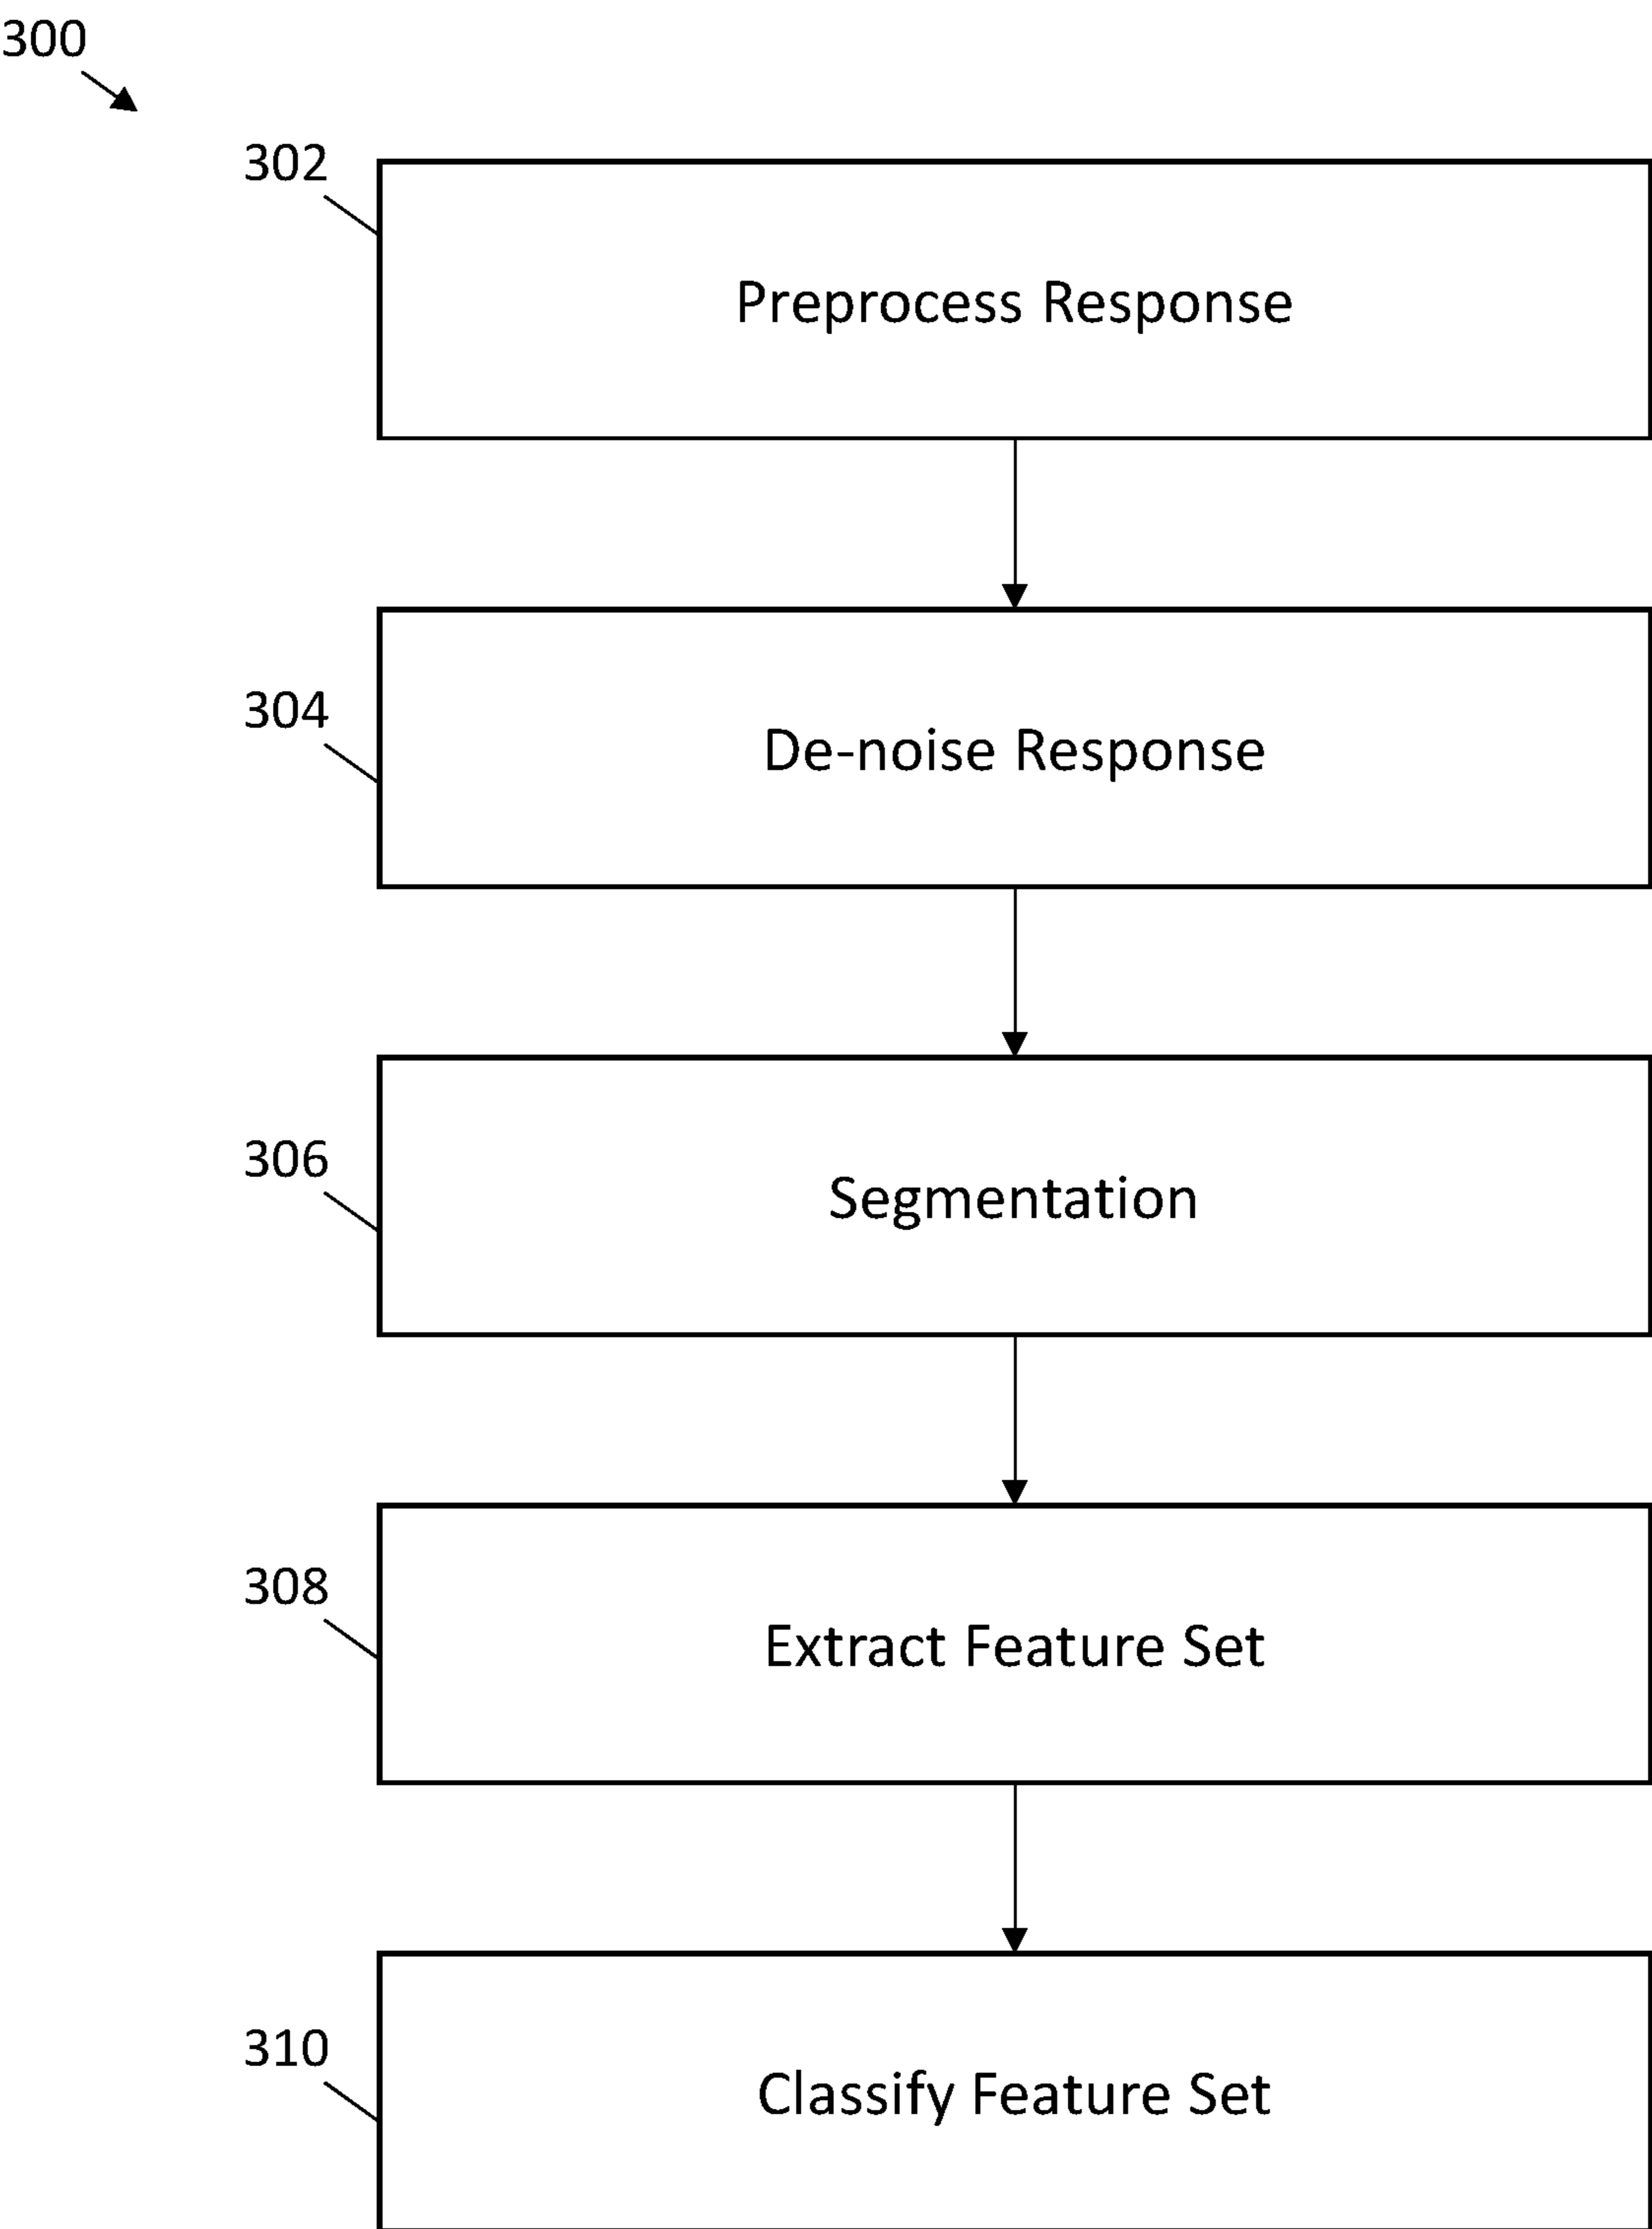 300
302
Preprocess Response
304
De-noise Response
306
Segmentation
308
Extract Feature Set
310
Classify Feature Set